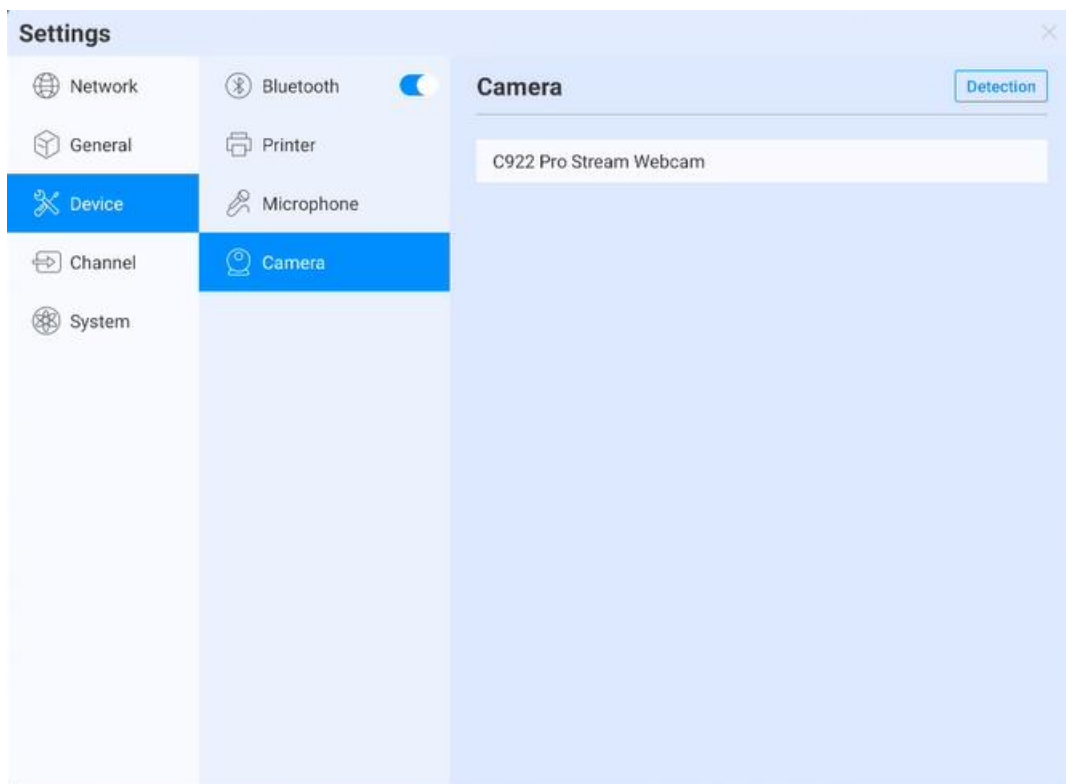 Settings
Network
General
Device
Channel
System
Bluetooth
Printer
Microphone
Camera
Camera
Detection
C922 Pro Stream Webcam